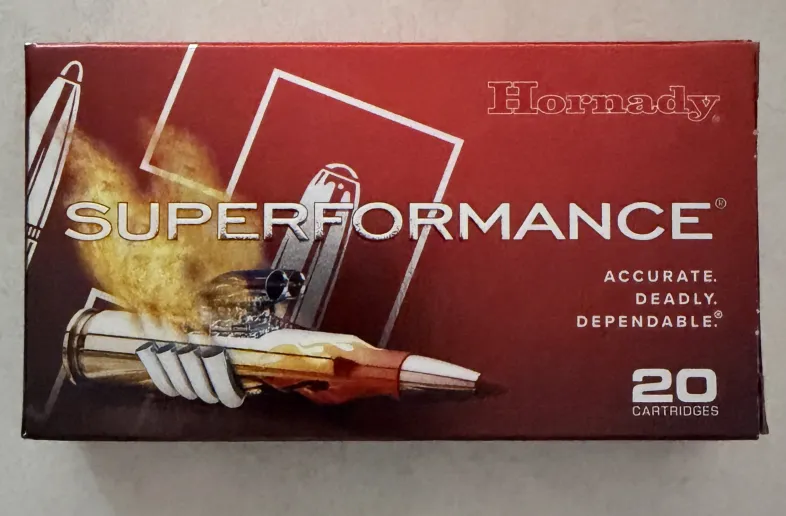 Hornady®
SUPERFORMANCE®
ACCURATE.
DEADLY.
DEPENDABLE.®
20
CARTRIDGES